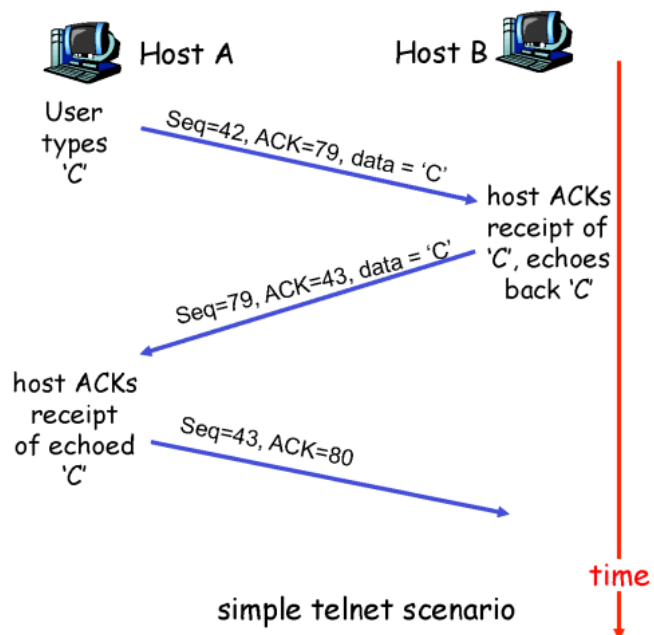 Host A
Host B
User
types
‘C’
Seq=42, ACK=79, data = ‘C’
host ACKs
receipt of
‘C’, echoes
back ‘C’
Seq=79, ACK=43, data = ‘C’
host ACKs
receipt
of echoed
‘C’
Seq=43, ACK=80
time
simple telnet scenario